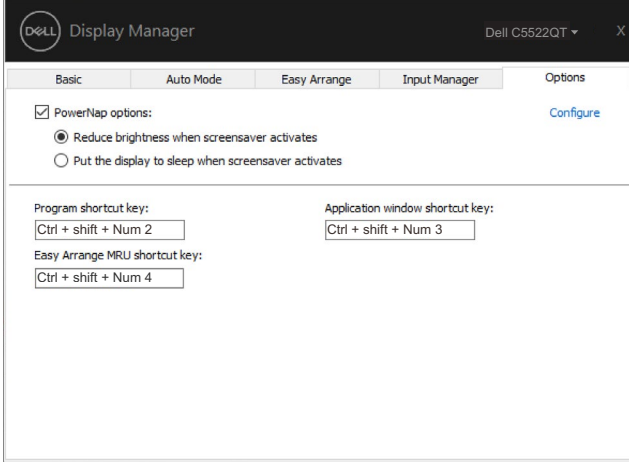 DELL Display Manager
Dell C5522QT
X
Basic
Auto Mode
Easy Arrange
Input Manager
Options
PowerNap options:
Configure
Reduce brightness when screensaver activates
Put the display to sleep when screensaver activates
Program shortcut key:
Application window shortcut key:
Ctrl + shift + Num 2
Ctrl + shift + Num 3
Easy Arrange MRU shortcut key:
Ctrl + shift + Num 4